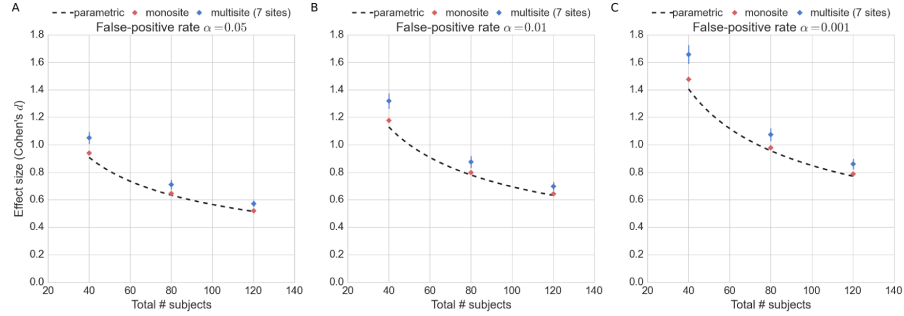 A
parametric monosite multisite (7 sites)
False-positive rate α=0.05
Effect size (Cohen's d)
1.8
1.6
1.4
1.2
1.0
0.8
0.6
0.4
0.2
0.0
20 40 60 80 100 120 140
Total # subjects
B
parametric monosite multisite (7 sites)
False-positive rate α=0.01
1.8
1.6
1.4
1.2
1.0
0.8
0.6
0.4
0.2
0.0
20 40 60 80 100 120 140
Total # subjects
C
parametric monosite multisite (7 sites)
False-positive rate α=0.001
1.8
1.6
1.4
1.2
1.0
0.8
0.6
0.4
0.2
0.0
20 40 60 80 100 120 140
Total # subjects